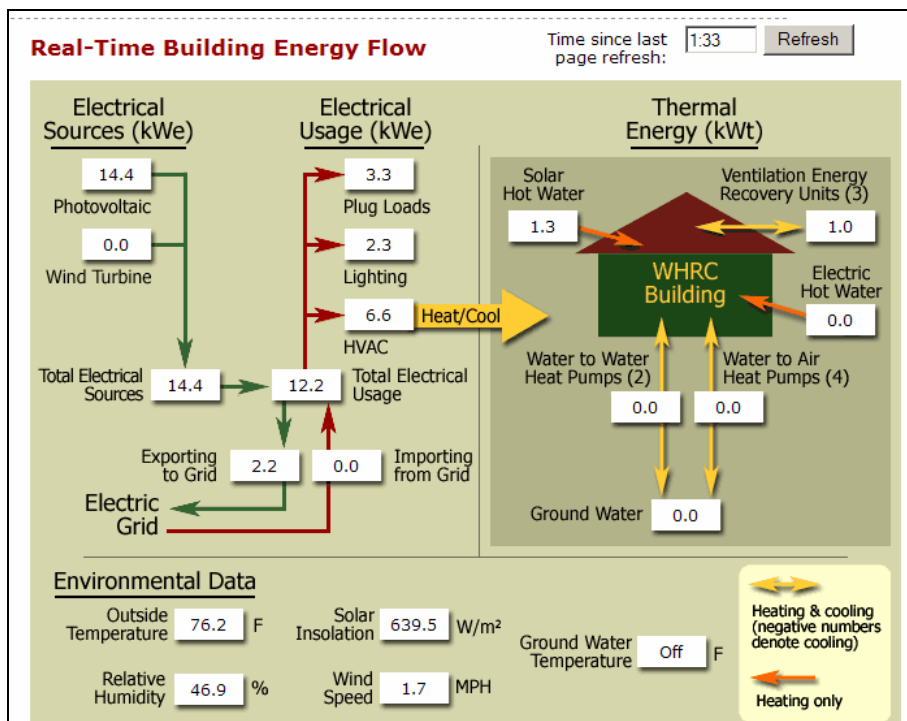 Real-Time Building Energy Flow
Time since last
page refresh:
1:33
Refresh
Electrical
Sources (kWe)
14.4
Photovoltaic
0.0
Wind Turbine
Total Electrical
Sources
14.4
Electrical
Usage (kWe)
3.3
Plug Loads
2.3
Lighting
6.6
HVAC
Heat/Cool
12.2
Total Electrical
Usage
Exporting
to Grid
2.2
0.0
Importing
from Grid
Electric
Grid
Thermal
Energy (kWt)
Solar
Hot Water
1.3
Ventilation Energy
Recovery Units (3)
1.0
WHRC
Building
Electric
Hot Water
0.0
Water to Water
Heat Pumps (2)
0.0
Water to Air
Heat Pumps (4)
0.0
Ground Water
0.0
Environmental Data
Outside
Temperature
76.2
F
Relative
Humidity
46.9
%
Solar
Insolation
639.5
W/m²
Wind
Speed
1.7
MPH
Ground Water
Temperature
Off
F
Heating & cooling
(negative numbers
denote cooling)
Heating only